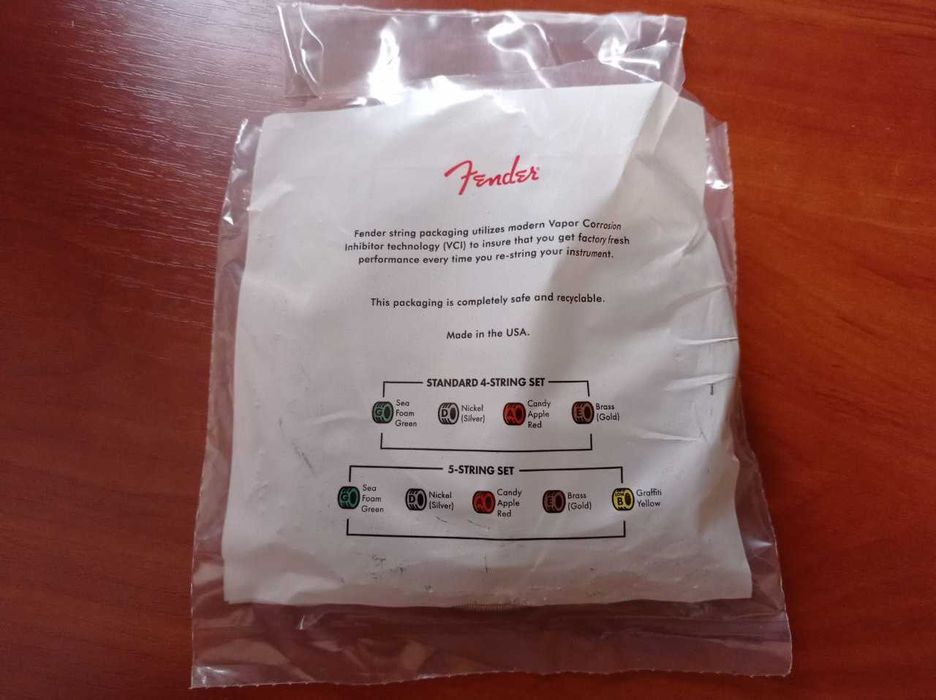 Fender
Fender string packaging utilizes modern Vapor Corrosion
Inhibitor technology (VCI) to insure that you get factory fresh
performance every time you re-string your instrument.
This packaging is completely safe and recyclable.
Made in the USA.
STANDARD 4-STRING SET
G Sea Foam Green D Nickel (Silver) A Candy Apple Red E Brass (Gold)
5-STRING SET
G Sea Foam Green D Nickel (Silver) A Candy Apple Red E Brass (Gold) LOW B Graffiti Yellow